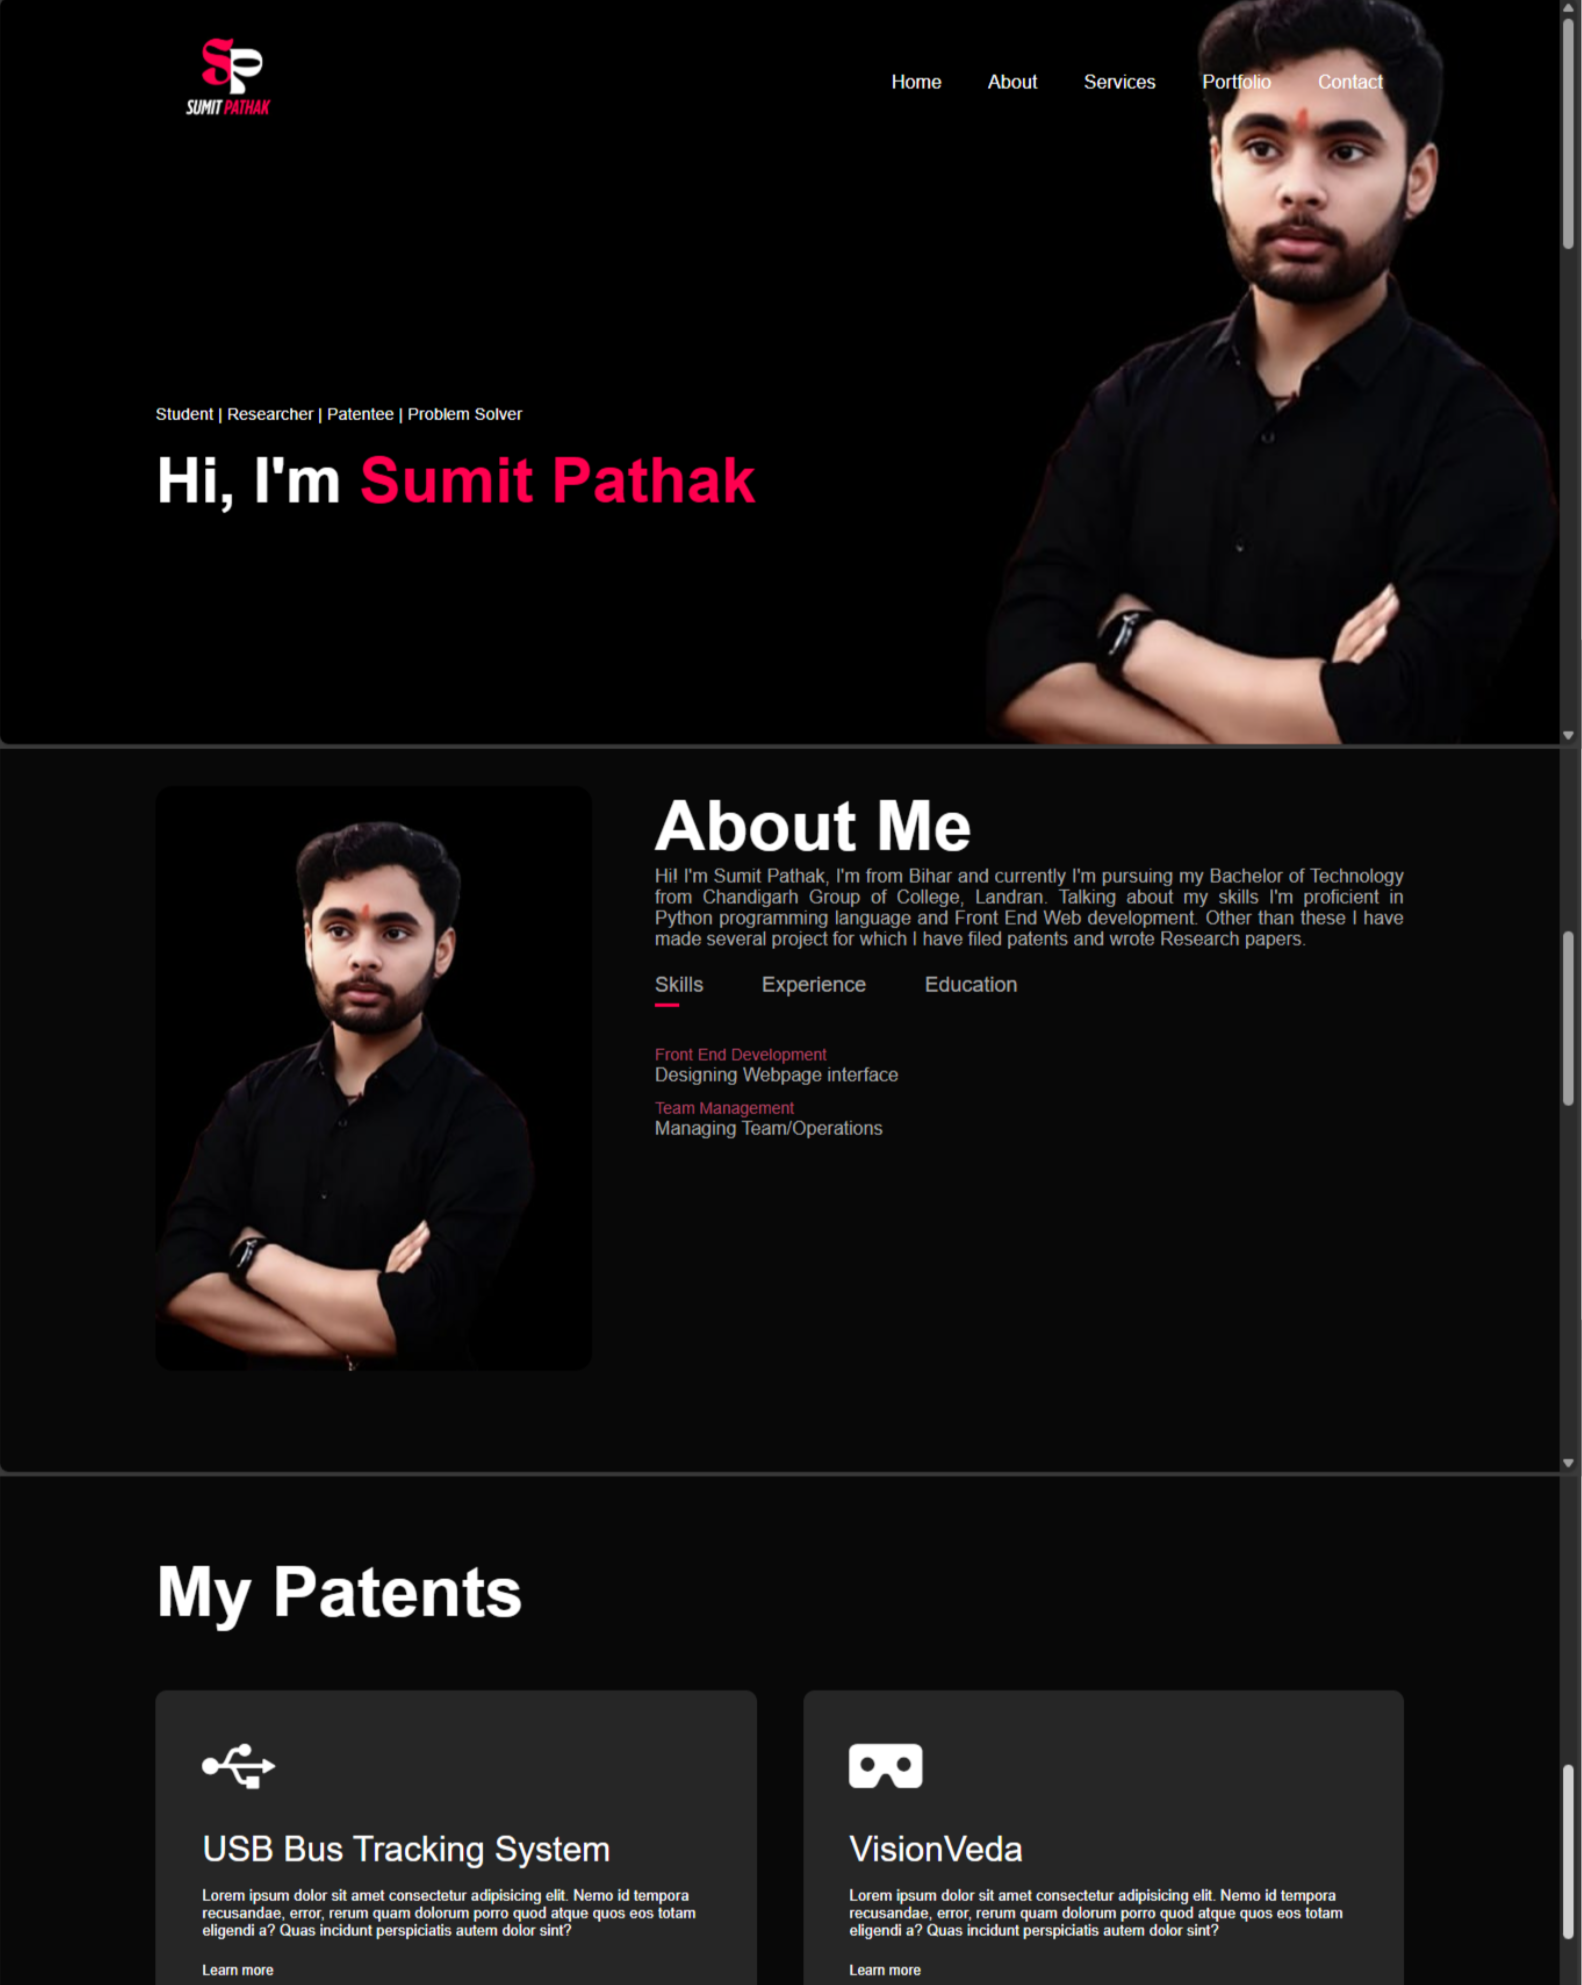 SP
SUMIT PATHAK
Home About Services Portfolio Contact
Student | Researcher | Patentee | Problem Solver
Hi, I'm Sumit Pathak
About Me
Hi! I'm Sumit Pathak, I'm from Bihar and currently I'm pursuing my Bachelor of Technology
from Chandigarh Group of College, Landran. Talking about my skills I'm proficient in
Python programming language and Front End Web development. Other than these I have
made several project for which I have filed patents and wrote Research papers.
Skills Experience Education
Front End Development
Designing Webpage interface
Team Management
Managing Team/Operations
My Patents
USB Bus Tracking System
Lorem ipsum dolor sit amet consectetur adipisicing elit. Nemo id tempora
recusandae, error, rerum quam dolorum porro quod atque quos eos totam
eligendi a? Quas incidunt perspiciatis autem dolor sint?
Learn more
VisionVeda
Lorem ipsum dolor sit amet consectetur adipisicing elit. Nemo id tempora
recusandae, error, rerum quam dolorum porro quod atque quos eos totam
eligendi a? Quas incidunt perspiciatis autem dolor sint?
Learn more